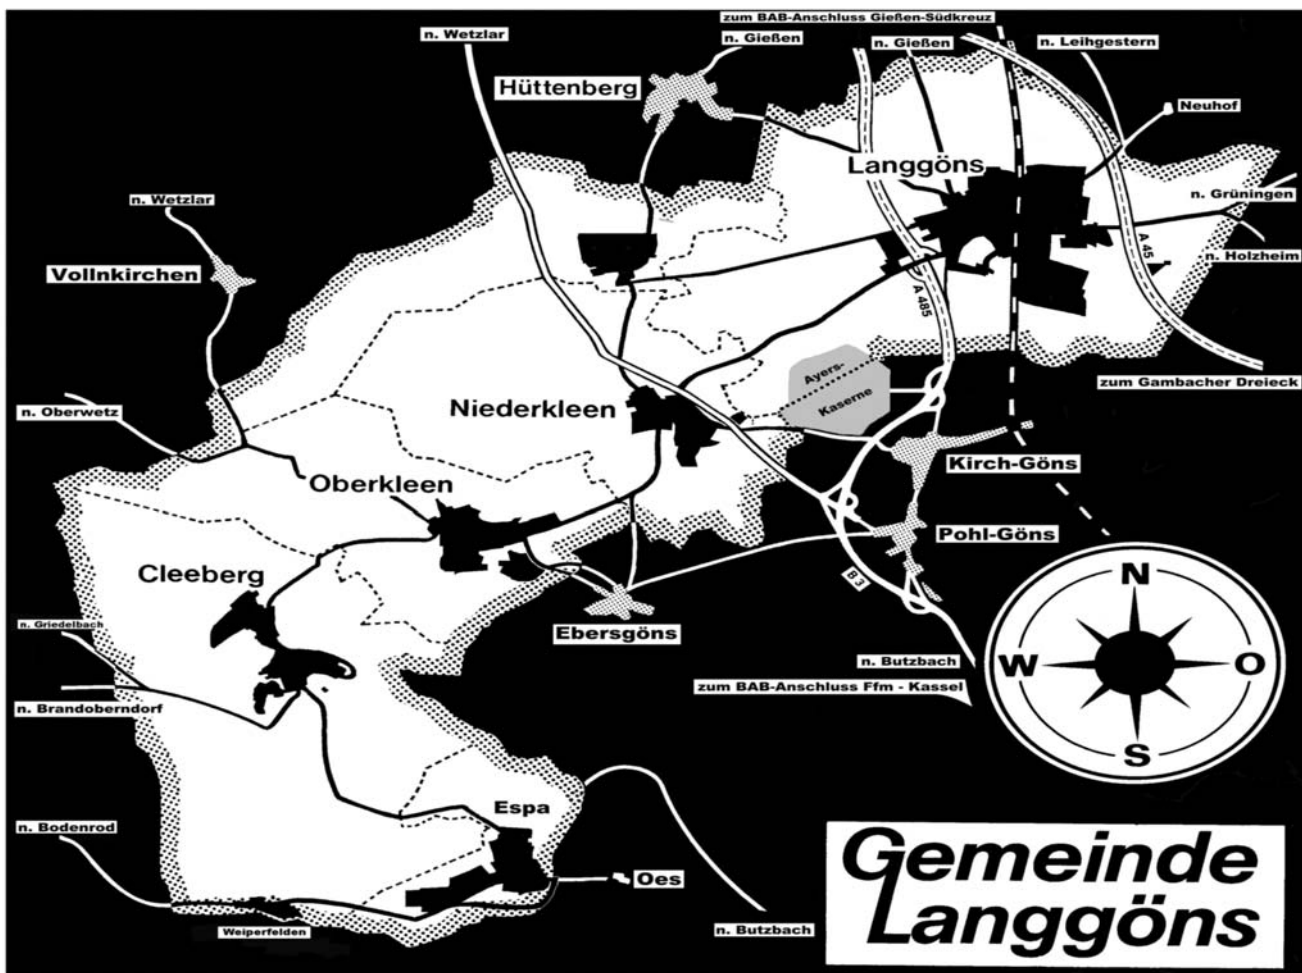 zum BAB-Anschluss Gießen-Südkreuz
n. Wetzlar
n. Gießen
n. Gießen
n. Leihgestern
Hüttenberg
Neuhof
Langgöns
n. Wetzlar
n. Grüningen
Vollnkirchen
A 45
n. Holzheim
A 485
Ayers-
Kaserne
zum Gambacher Dreieck
n. Oberwetz
Niederkleen
Kirch-Göns
Oberkleen
Pohl-Göns
Cleeberg
B 3
N
n. Griedelbach
Ebersgöns
n. Butzbach
W
O
zum BAB-Anschluss Ffm - Kassel
n. Brandoberndorf
S
Espa
n. Bodenrod
Oes
Weiperfelden
n. Butzbach
Gemeinde
Langgöns